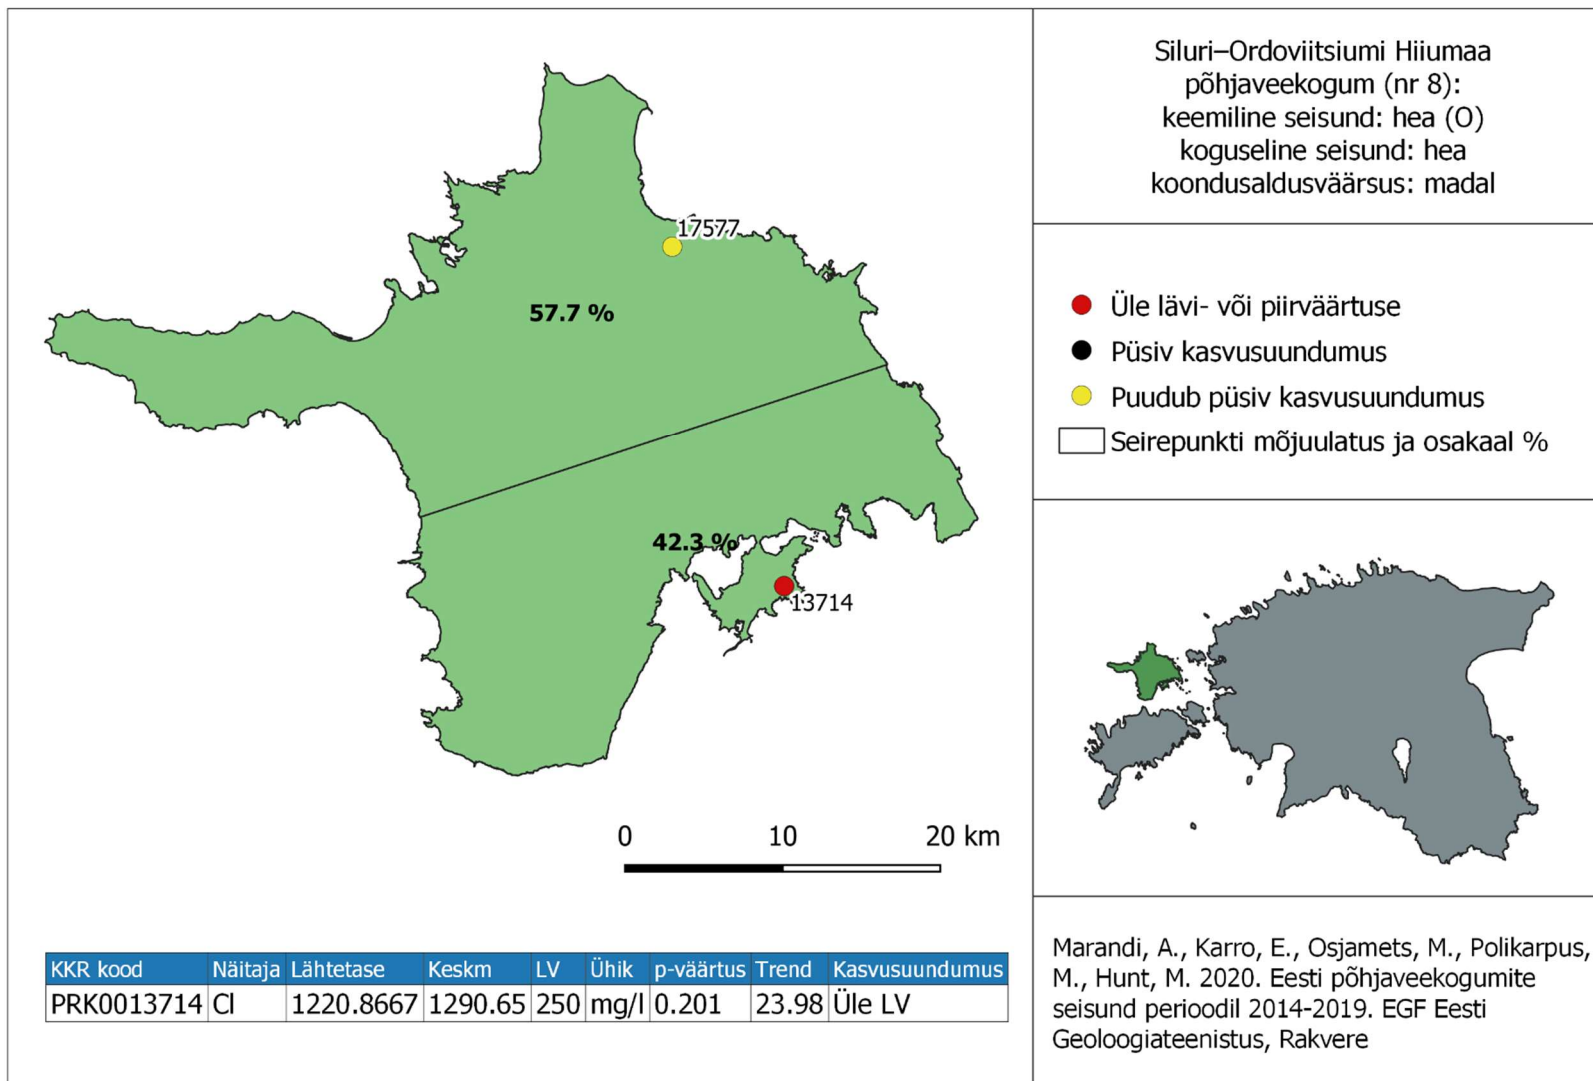 Siluri–Ordoviitsiumi Hiiumaa
põhjaveekogum (nr 8):
keemiline seisund: hea (O)
koguseline seisund: hea
koondusaldusväärsus: madal
17577
57.7 %
42.3 %
13714
0 10 20 km
Üle lävi- või piirväärtuse
Püsiv kasvusuundumus
Puudub püsiv kasvusuundumus
Seirepunkti mõjuulatus ja osakaal %
KKR kood Näitaja Lähtetase Keskm LV Ühik p-väärtus Trend Kasvusuundumus
PRK0013714 Cl 1220.8667 1290.65 250 mg/l 0.201 23.98 Üle LV
Marandi, A., Karro, E., Osjamets, M., Polikarpus,
M., Hunt, M. 2020. Eesti põhjaveekogumite
seisund perioodil 2014-2019. EGF Eesti
Geoloogiateenistus, Rakvere